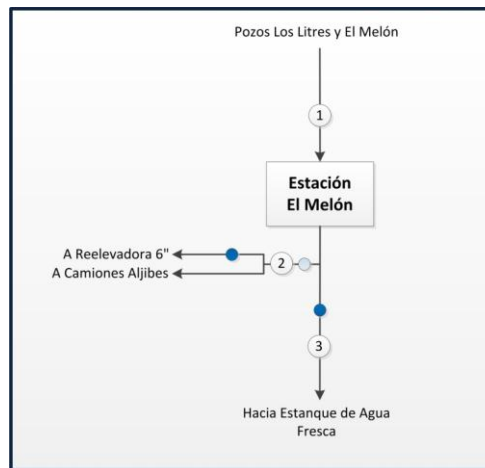 Pozos Los Litres y El Melón
1
Estación
El Melón
A Reelevadora 6"
A Camiones Aljibes
2
3
Hacia Estanque de Agua
Fresca